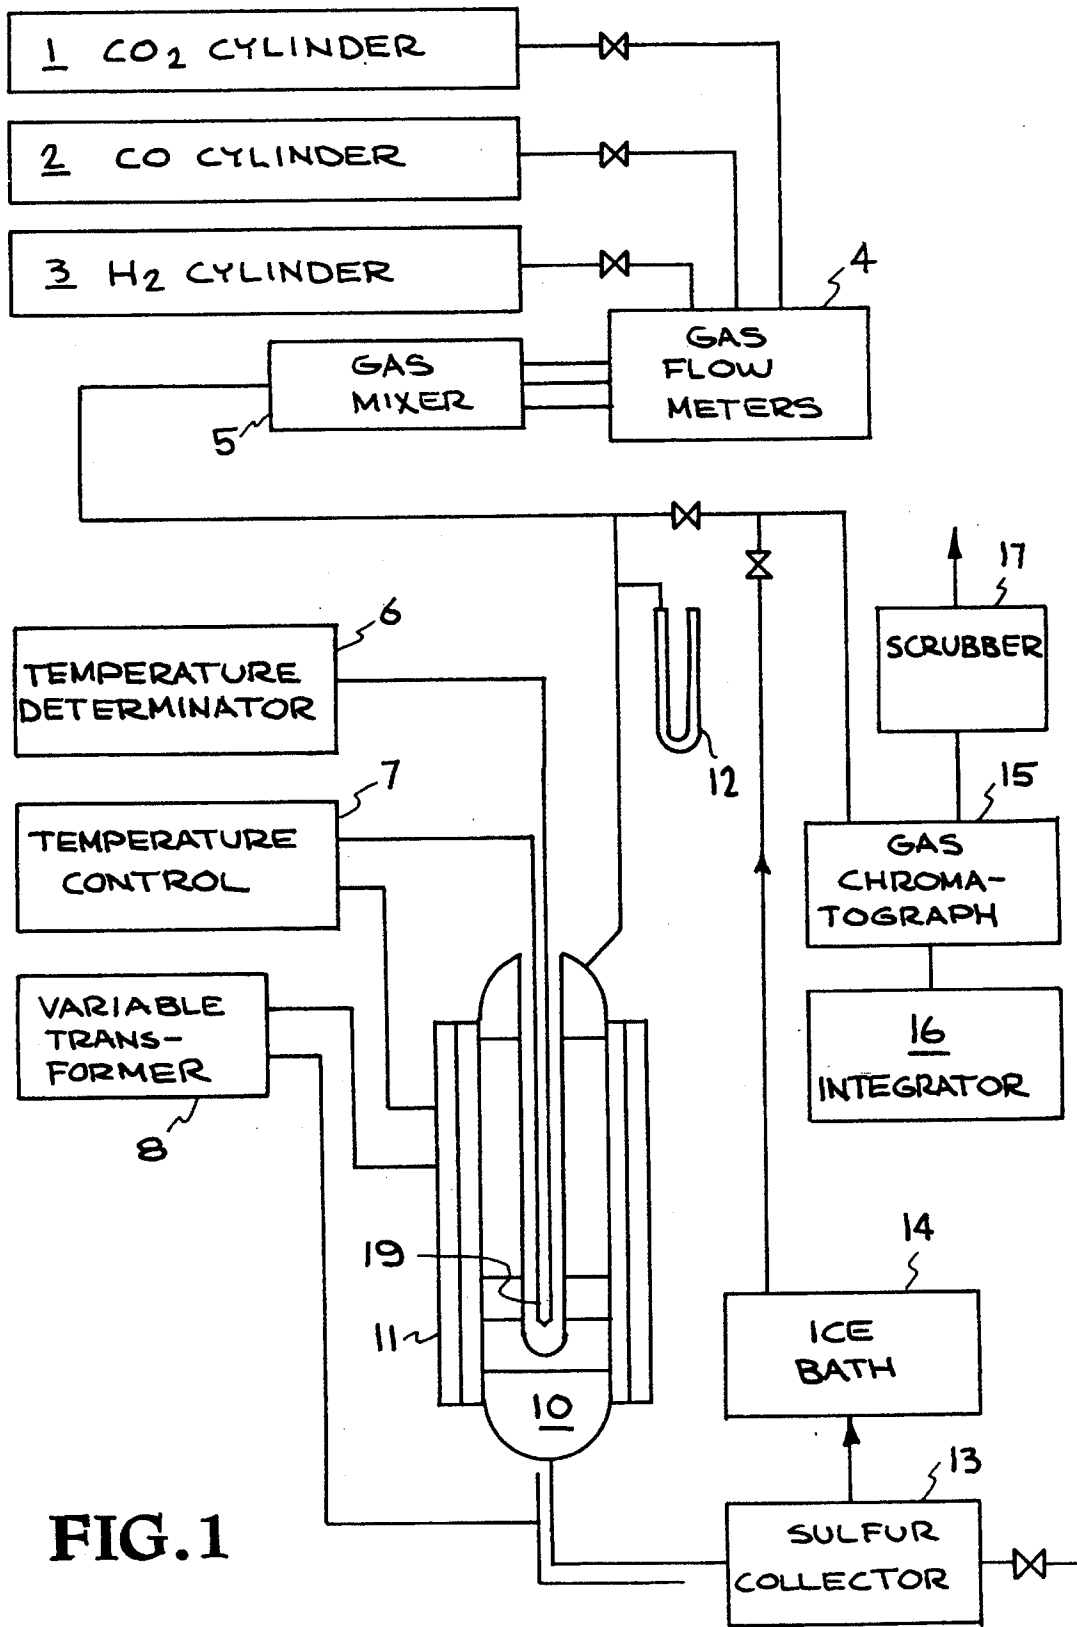 1 CO2 CYLINDER
2 CO CYLINDER
3 H2 CYLINDER
4
GAS
FLOW
METERS
GAS
MIXER
5
6
TEMPERATURE
DETERMINATOR
7
TEMPERATURE
CONTROL
VARIABLE
TRANS-
FORMER
8
12
17
SCRUBBER
15
GAS
CHROMA-
TOGRAPH
16
INTEGRATOR
19
11
10
14
ICE
BATH
13
SULFUR
COLLECTOR
FIG. 1